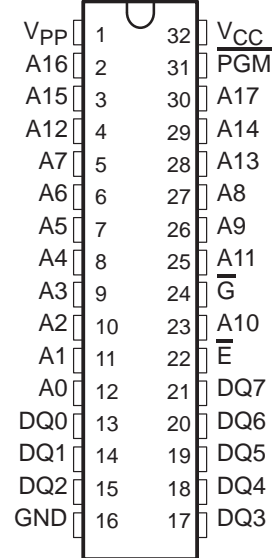 VPP 1 32 V̅C̅C̅
A16 2 31 P̅G̅M̅
A15 3 30 A17
A12 4 29 A14
A7 5 28 A13
A6 6 27 A8
A5 7 26 A9
A4 8 25 A11
A3 9 24 G̅
A2 10 23 A10
A1 11 22 E̅
A0 12 21 DQ7
DQ0 13 20 DQ6
DQ1 14 19 DQ5
DQ2 15 18 DQ4
GND 16 17 DQ3